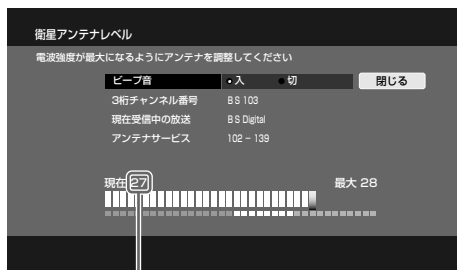 衛星アンテナレベル
電波強度が最大になるようにアンテナを調整してください
ビープ音 入 切 閉じる
3桁チャンネル番号 BS 103
現在受信中の放送 BS Digital
アンテナサービス 102 – 139
現在 27 最大 28